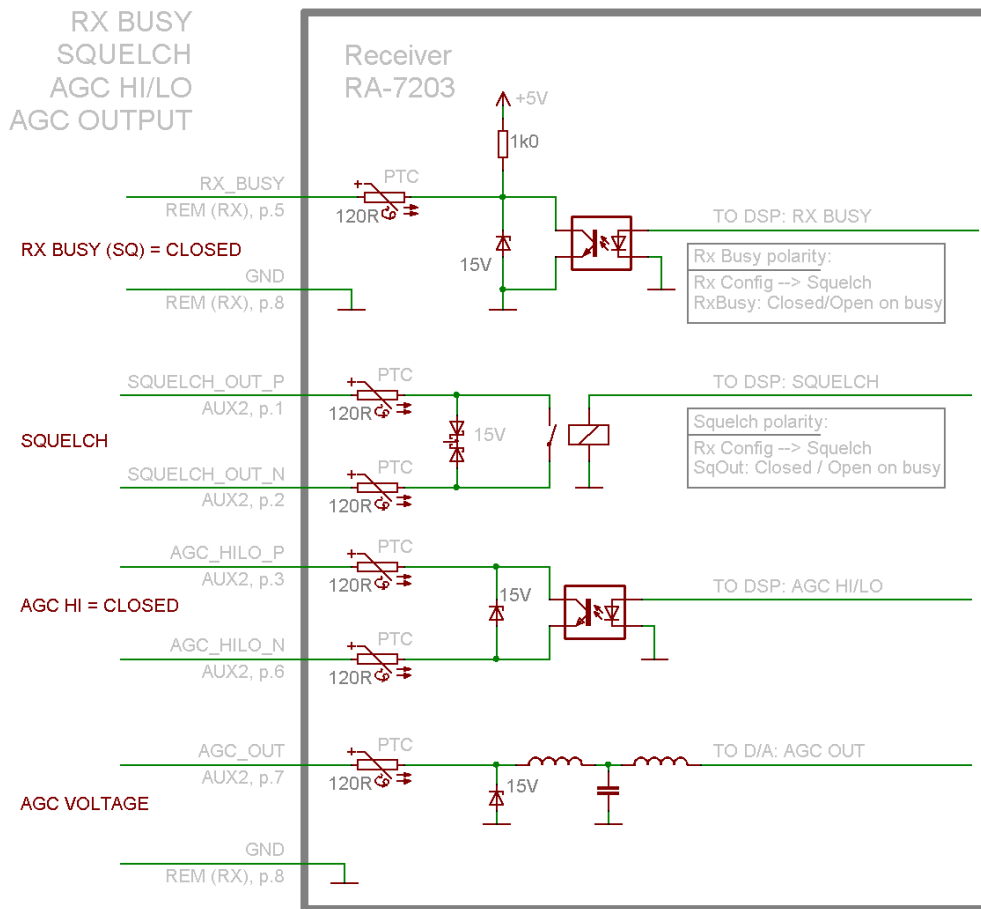 RX BUSY
SQUELCH
AGC HI/LO
AGC OUTPUT
Receiver
RA-7203
+5V
1k0
RX_BUSY
PTC
REM (RX), p.5
120R
TO DSP: RX BUSY
RX BUSY (SQ) = CLOSED
15V
Rx Busy polarity:
Rx Config --> Squelch
RxBusy: Closed/Open on busy
GND
REM (RX), p.8
SQUELCH_OUT_P
PTC
TO DSP: SQUELCH
AUX2, p.1
120R
SQUELCH
15V
Squelch polarity:
Rx Config --> Squelch
SqOut: Closed / Open on busy
SQUELCH_OUT_N
PTC
AUX2, p.2
120R
AGC_HILO_P
PTC
AUX2, p.3
120R
TO DSP: AGC HI/LO
AGC HI = CLOSED
15V
AGC_HILO_N
PTC
AUX2, p.6
120R
AGC_OUT
PTC
TO D/A: AGC OUT
AUX2, p.7
120R
15V
AGC VOLTAGE
GND
REM (RX), p.8